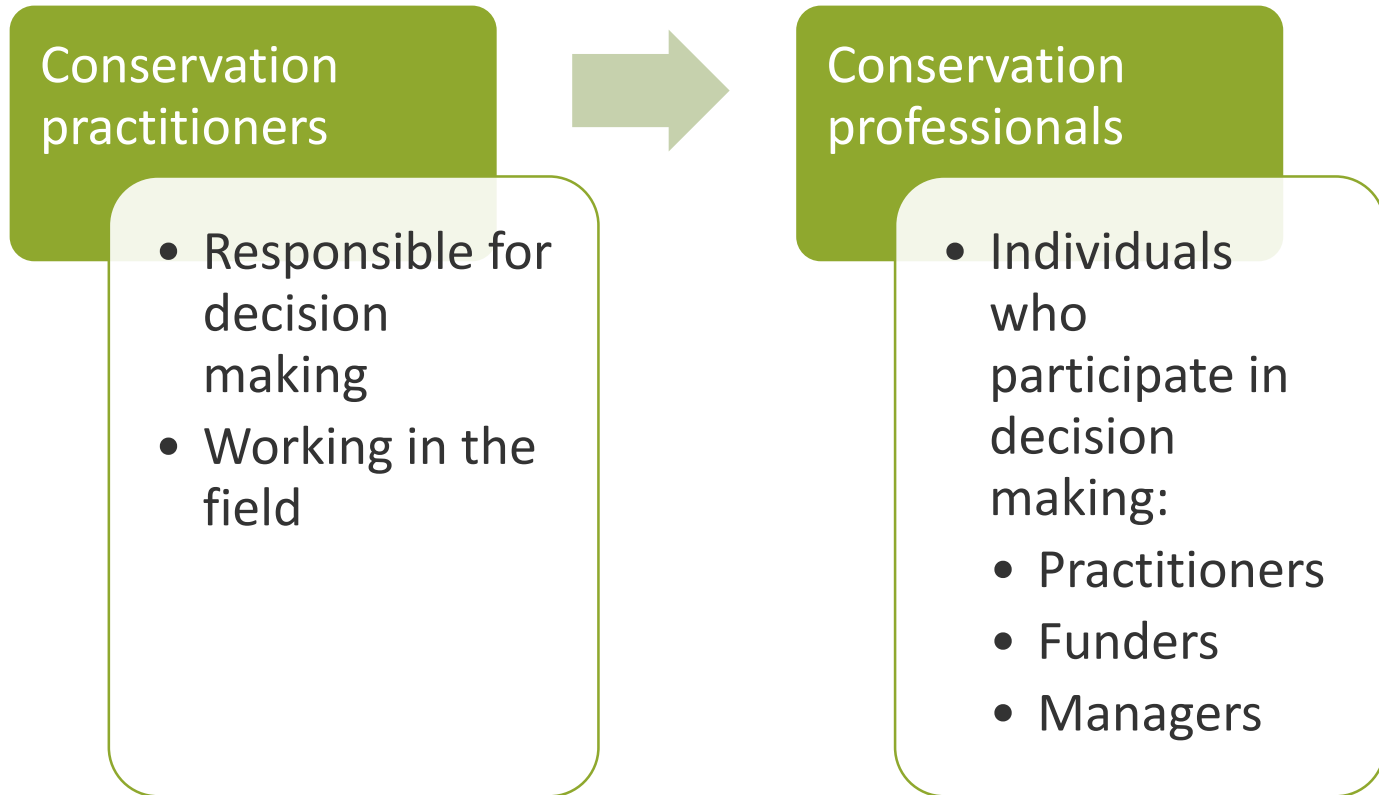 Conservation
practitioners
• Responsible for
decision
making
• Working in the
field
Conservation
professionals
• Individuals
who
participate in
decision
making:
• Practitioners
• Funders
• Managers